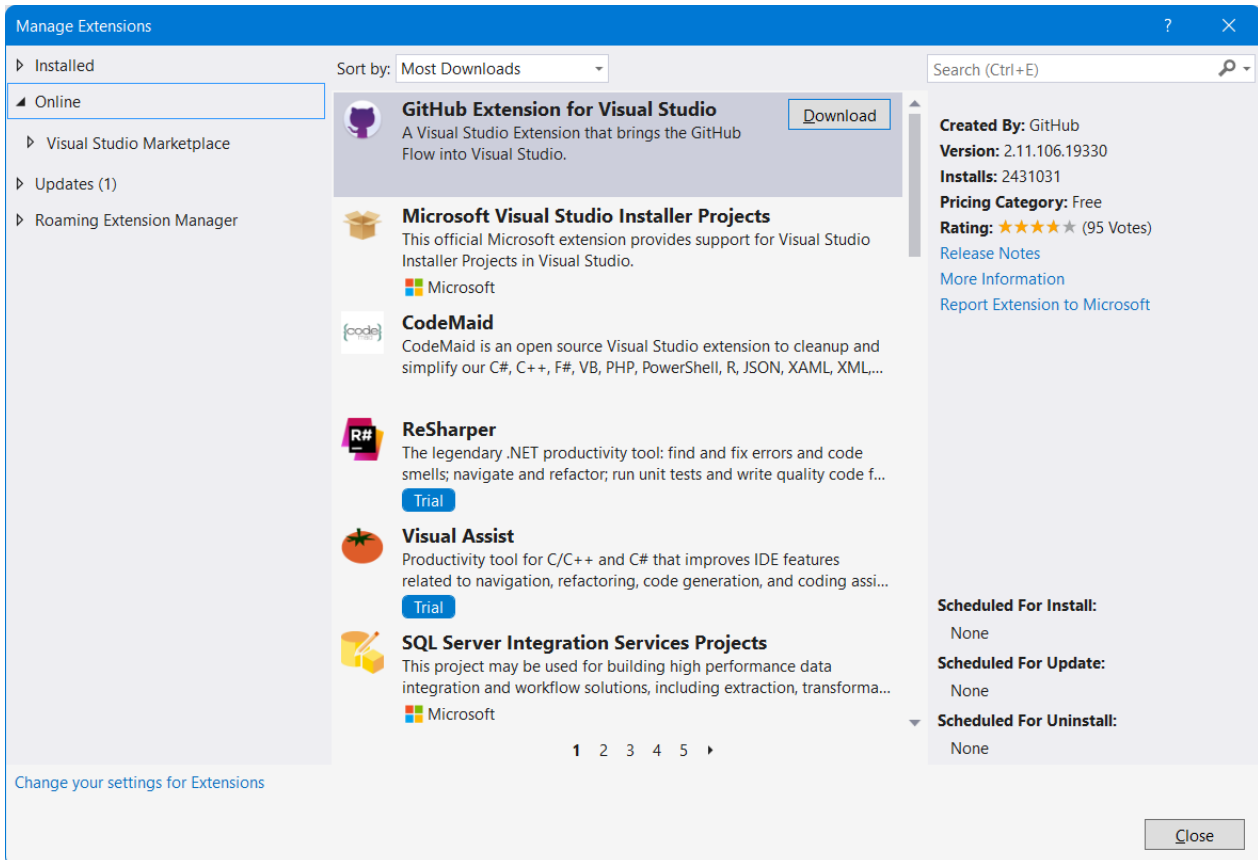 Manage Extensions
?
Installed
Online
Visual Studio Marketplace
Updates (1)
Roaming Extension Manager
Sort by: Most Downloads
GitHub Extension for Visual Studio
Download
A Visual Studio Extension that brings the GitHub
Flow into Visual Studio.
Microsoft Visual Studio Installer Projects
This official Microsoft extension provides support for Visual Studio
Installer Projects in Visual Studio.
Microsoft
{code}
CodeMaid
CodeMaid is an open source Visual Studio extension to cleanup and
simplify our C#, C++, F#, VB, PHP, PowerShell, R, JSON, XAML, XML,...
R#
ReSharper
The legendary .NET productivity tool: find and fix errors and code
smells; navigate and refactor; run unit tests and write quality code f...
Trial
Visual Assist
Productivity tool for C/C++ and C# that improves IDE features
related to navigation, refactoring, code generation, and coding assi...
Trial
SQL Server Integration Services Projects
This project may be used for building high performance data
integration and workflow solutions, including extraction, transforma...
Microsoft
1 2 3 4 5
Search (Ctrl+E)
Created By: GitHub
Version: 2.11.106.19330
Installs: 2431031
Pricing Category: Free
Rating: (95 Votes)
Release Notes
More Information
Report Extension to Microsoft
Scheduled For Install:
None
Scheduled For Update:
None
Scheduled For Uninstall:
None
Change your settings for Extensions
Close